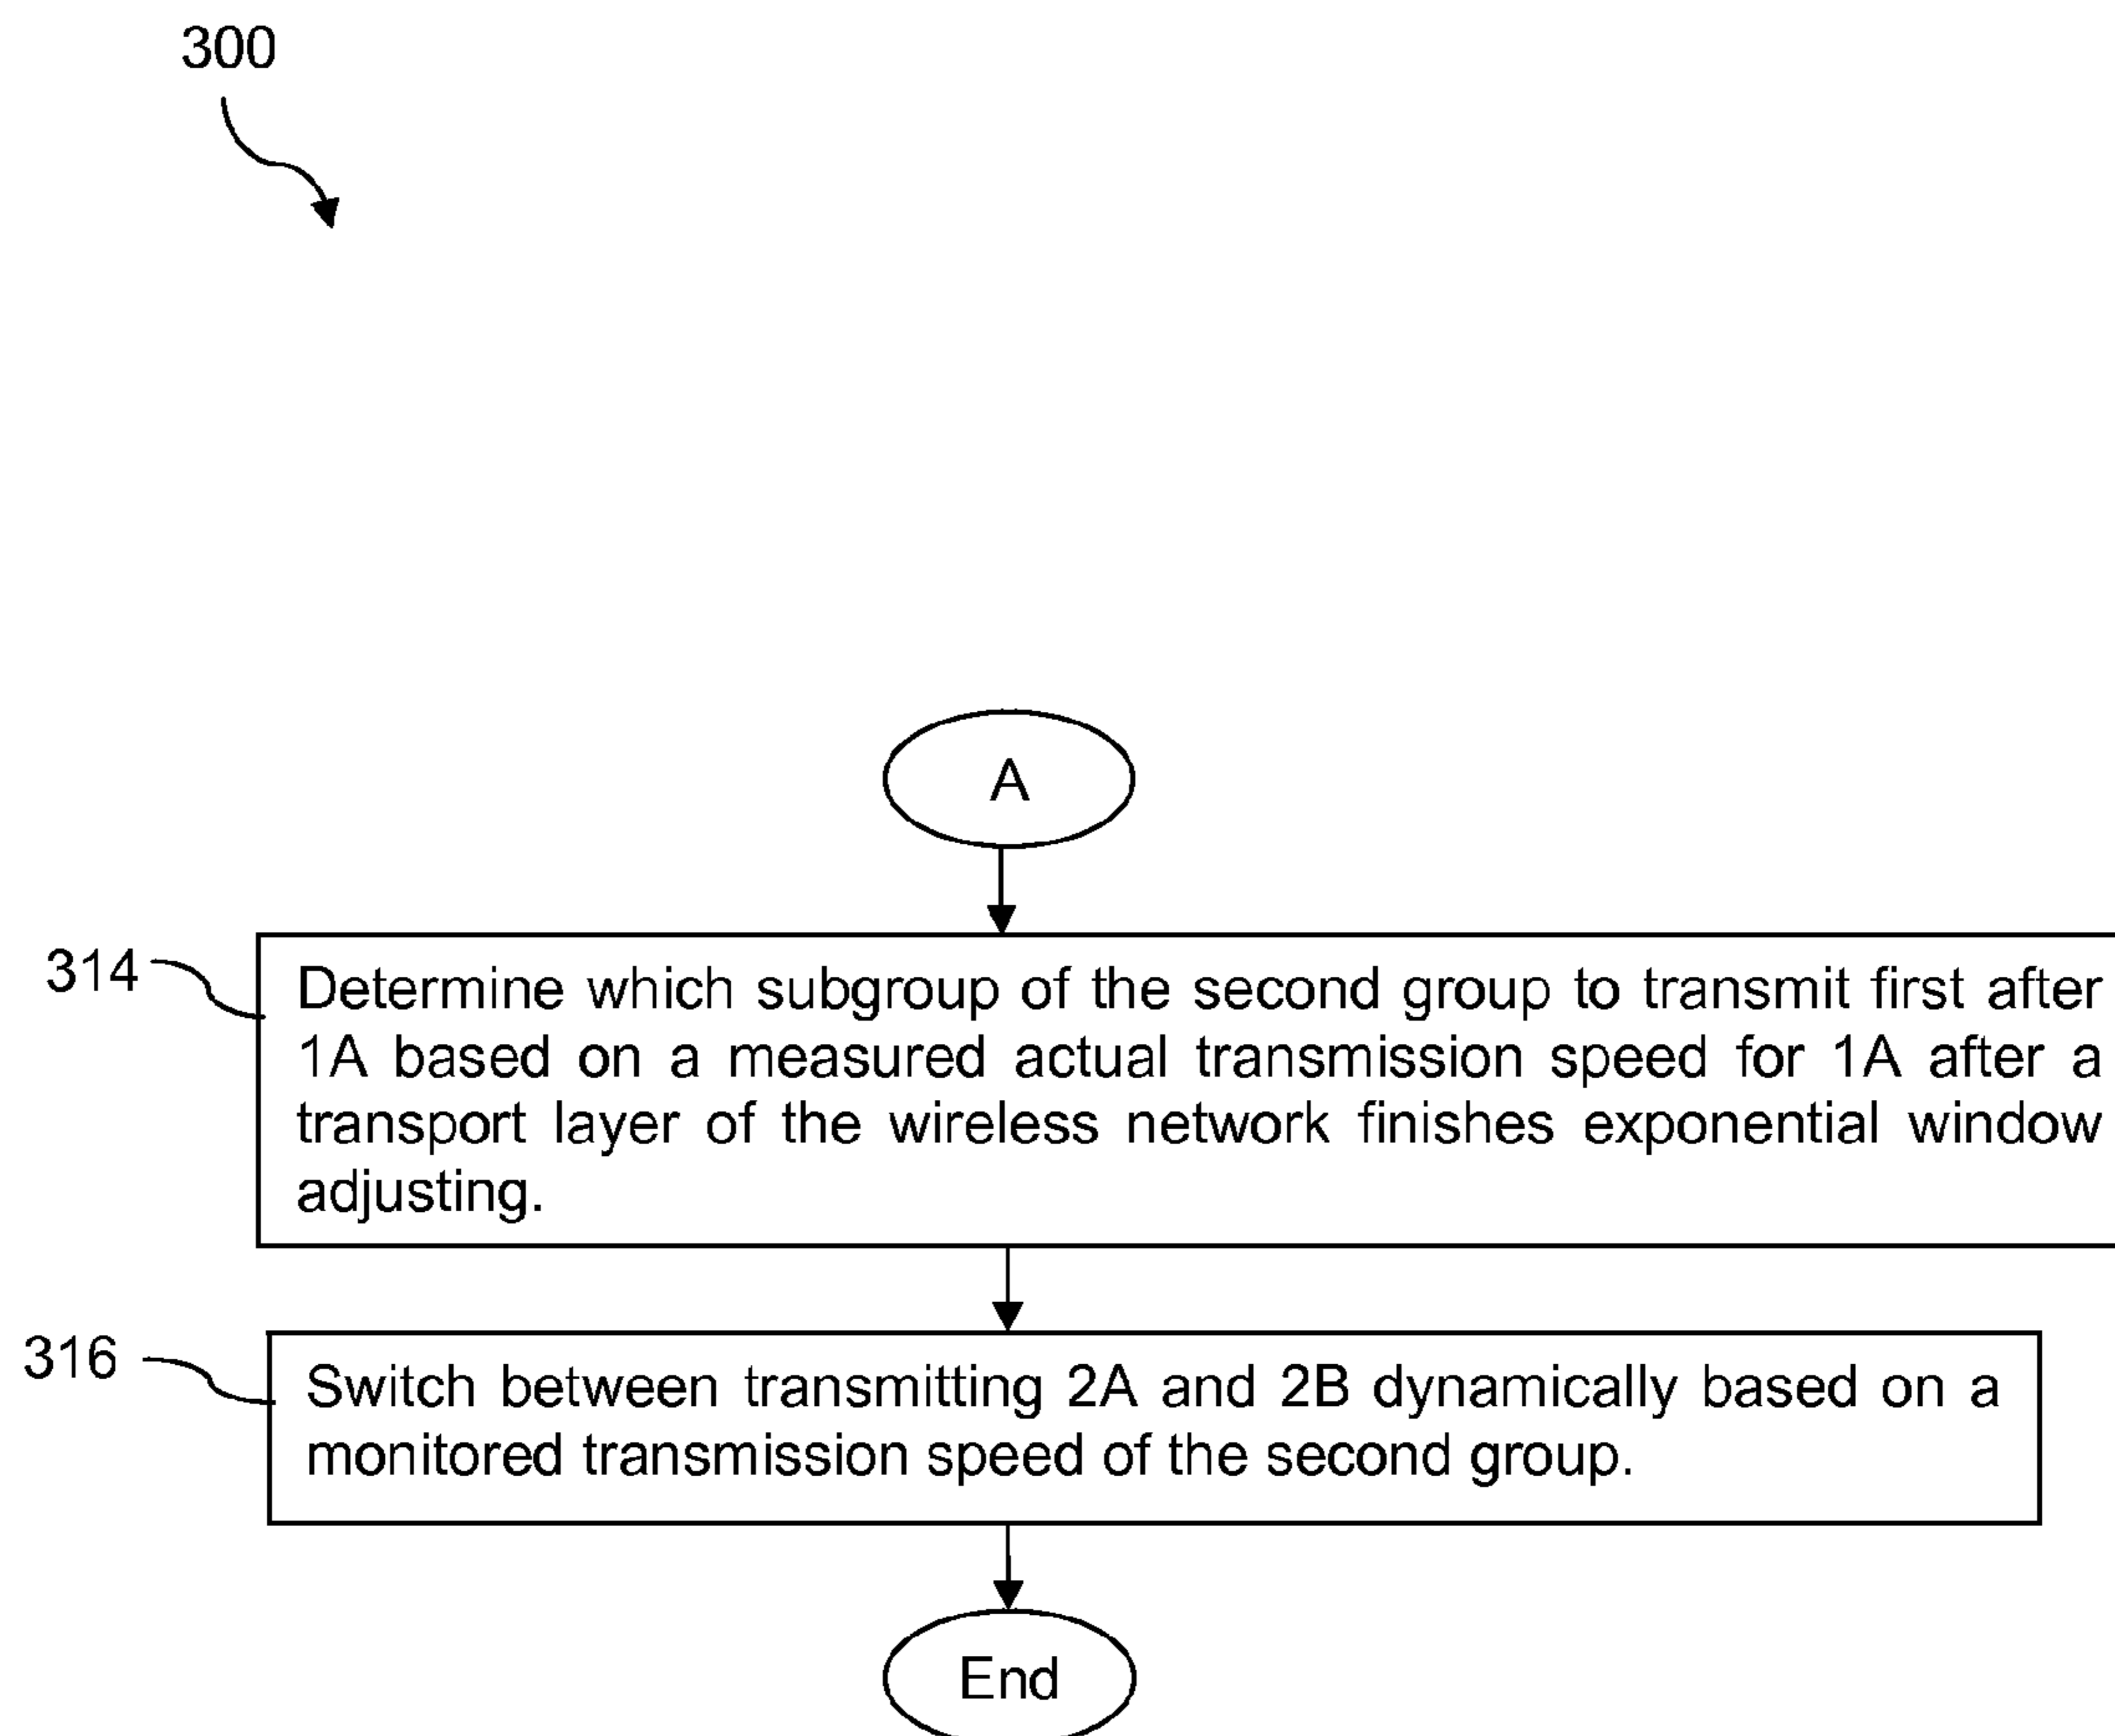 300
A
314
Determine which subgroup of the second group to transmit first after
1A based on a measured actual transmission speed for 1A after a
transport layer of the wireless network finishes exponential window
adjusting.
316
Switch between transmitting 2A and 2B dynamically based on a
monitored transmission speed of the second group.
End